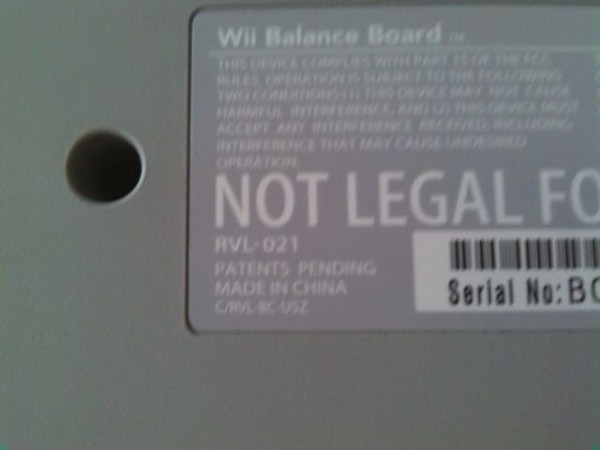 Wii Balance Board ™
THIS DEVICE COMPLIES WITH PART 15 OF THE FCC
RULES. OPERATION IS SUBJECT TO THE FOLLOWING
TWO CONDITIONS (1) THIS DEVICE MAY NOT CAUSE
HARMFUL INTERFERENCE, AND (2) THIS DEVICE MUST
ACCEPT ANY INTERFERENCE RECEIVED, INCLUDING
INTERFERENCE THAT MAY CAUSE UNDESIRED
OPERATION.
NOT LEGAL FO
RVL-021
PATENTS PENDING
MADE IN CHINA
Serial No: BC
C/RVL-BC-USZ